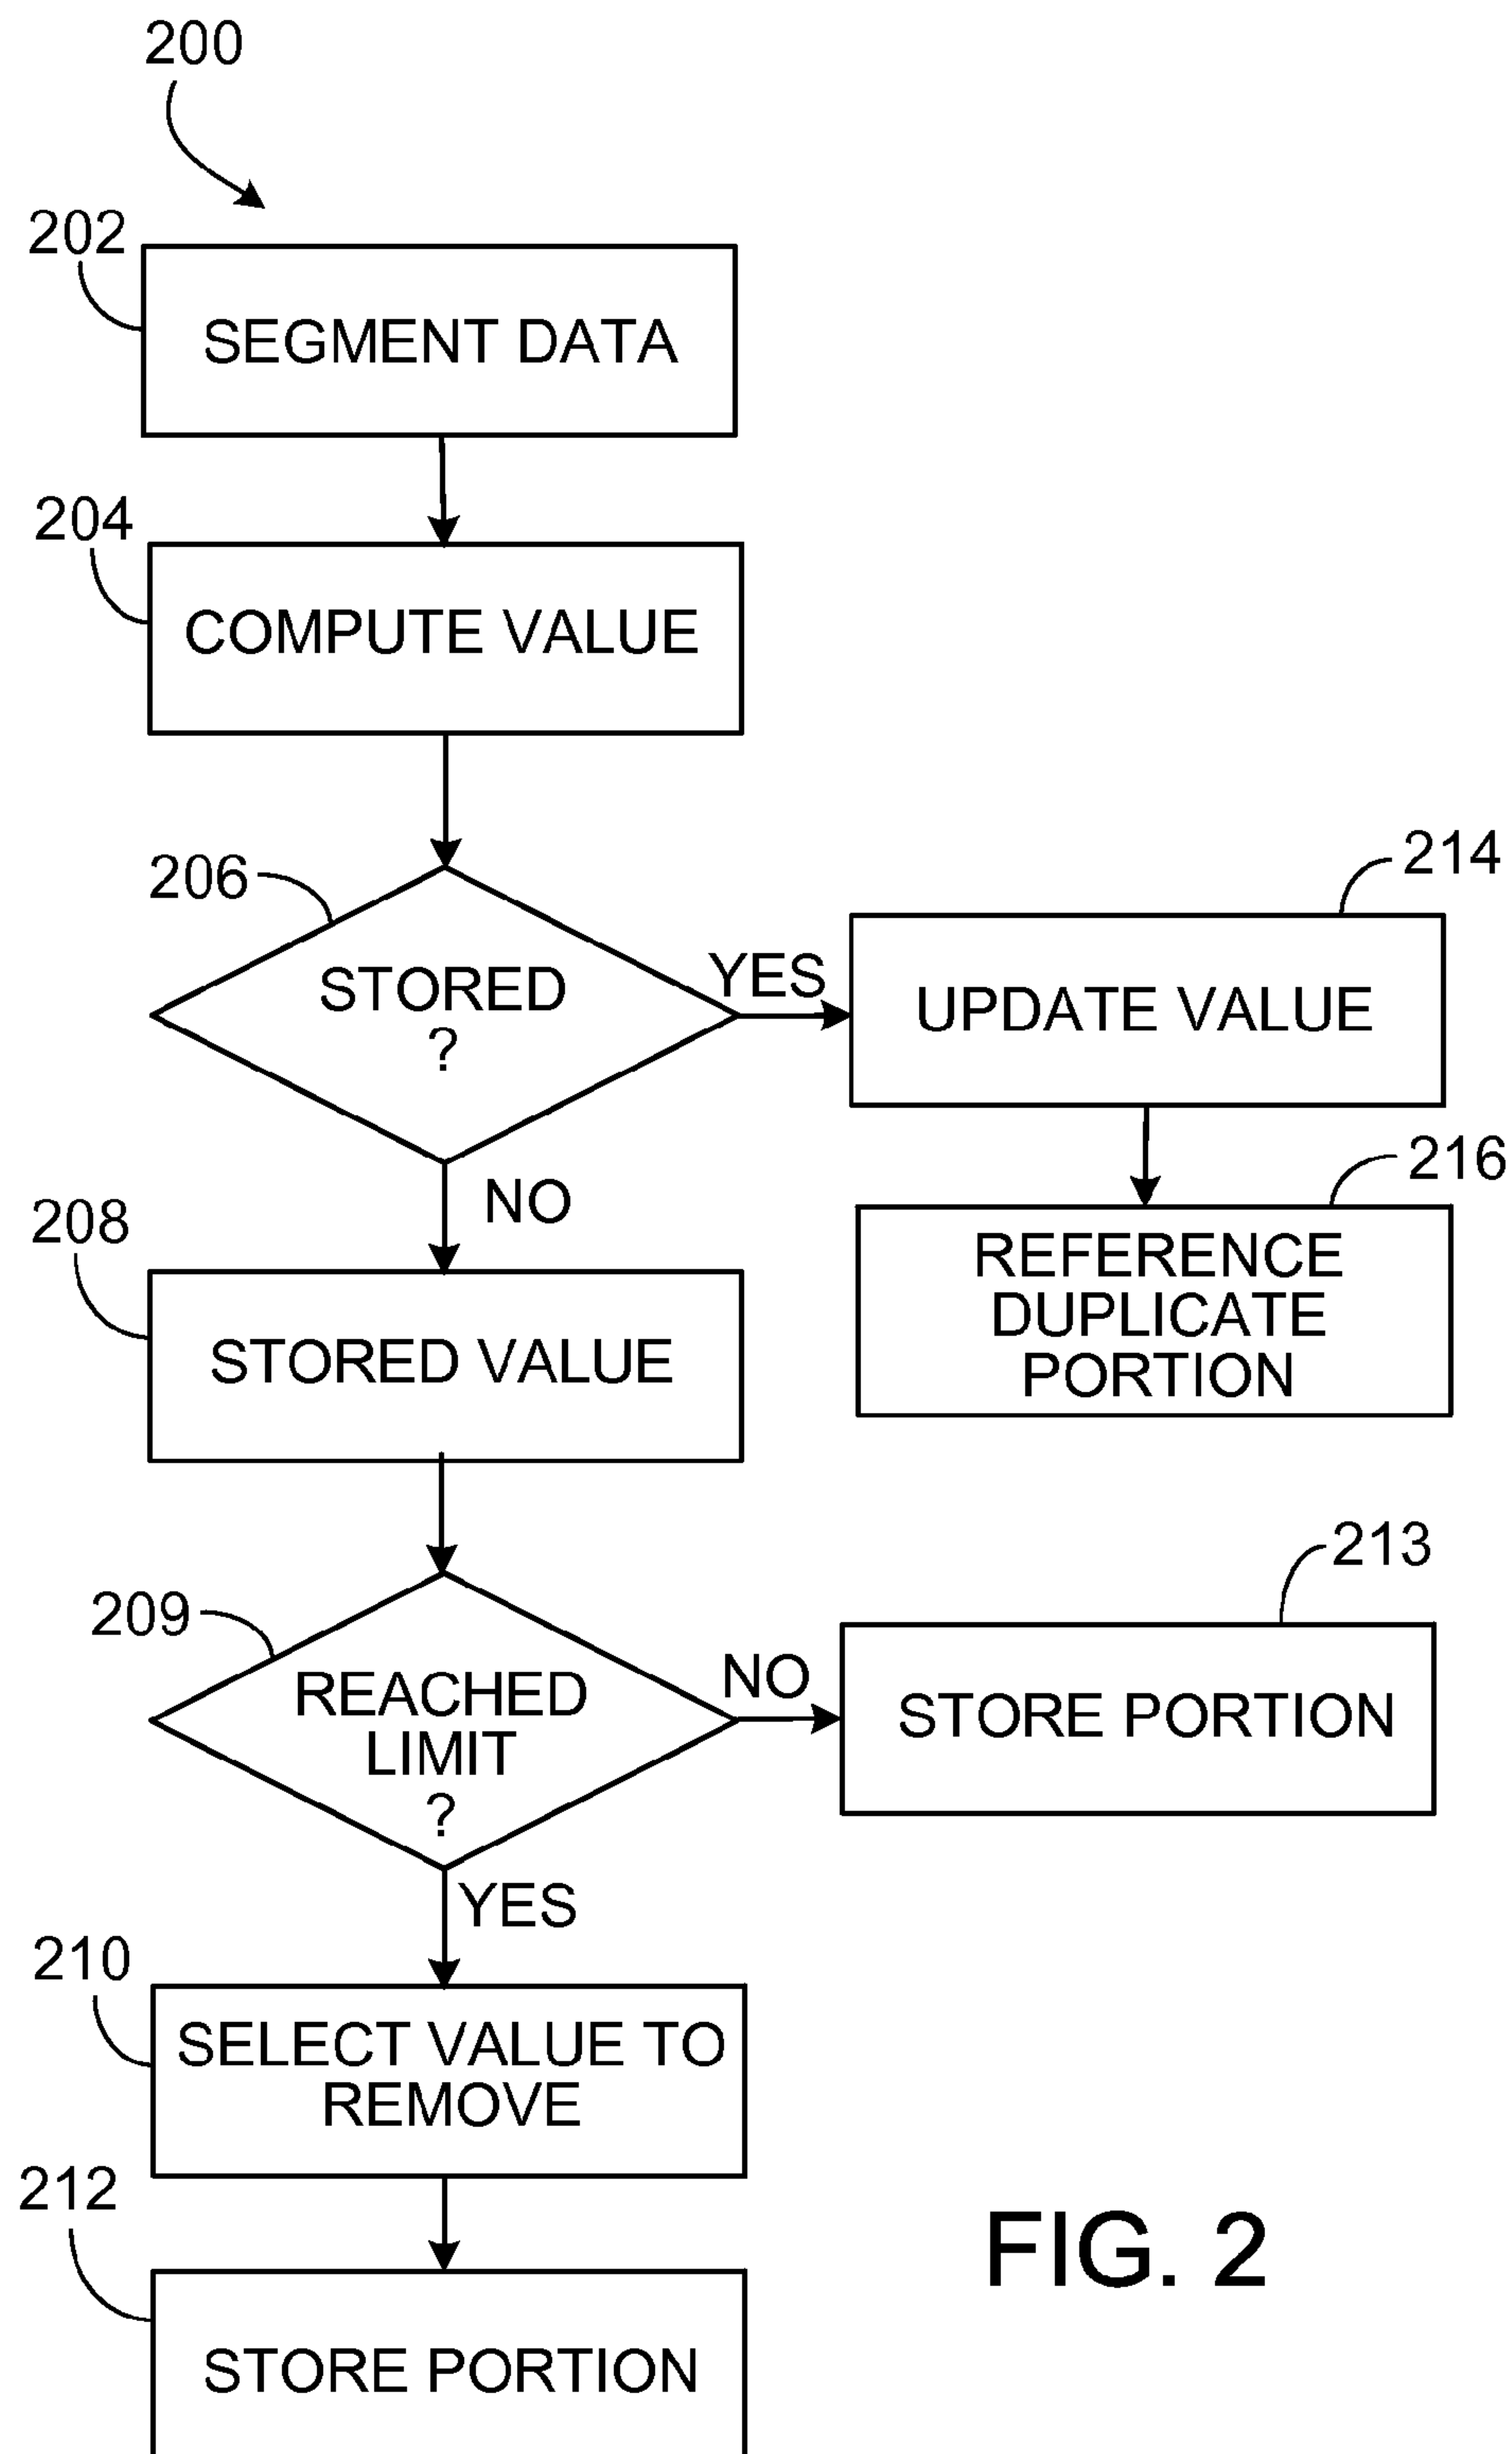 200
202
SEGMENT DATA
204
COMPUTE VALUE
206
STORED
?
YES
214
UPDATE VALUE
NO
216
REFERENCE
DUPLICATE
PORTION
208
STORED VALUE
209
REACHED
LIMIT
?
NO
213
STORE PORTION
YES
210
SELECT VALUE TO
REMOVE
212
STORE PORTION
FIG. 2